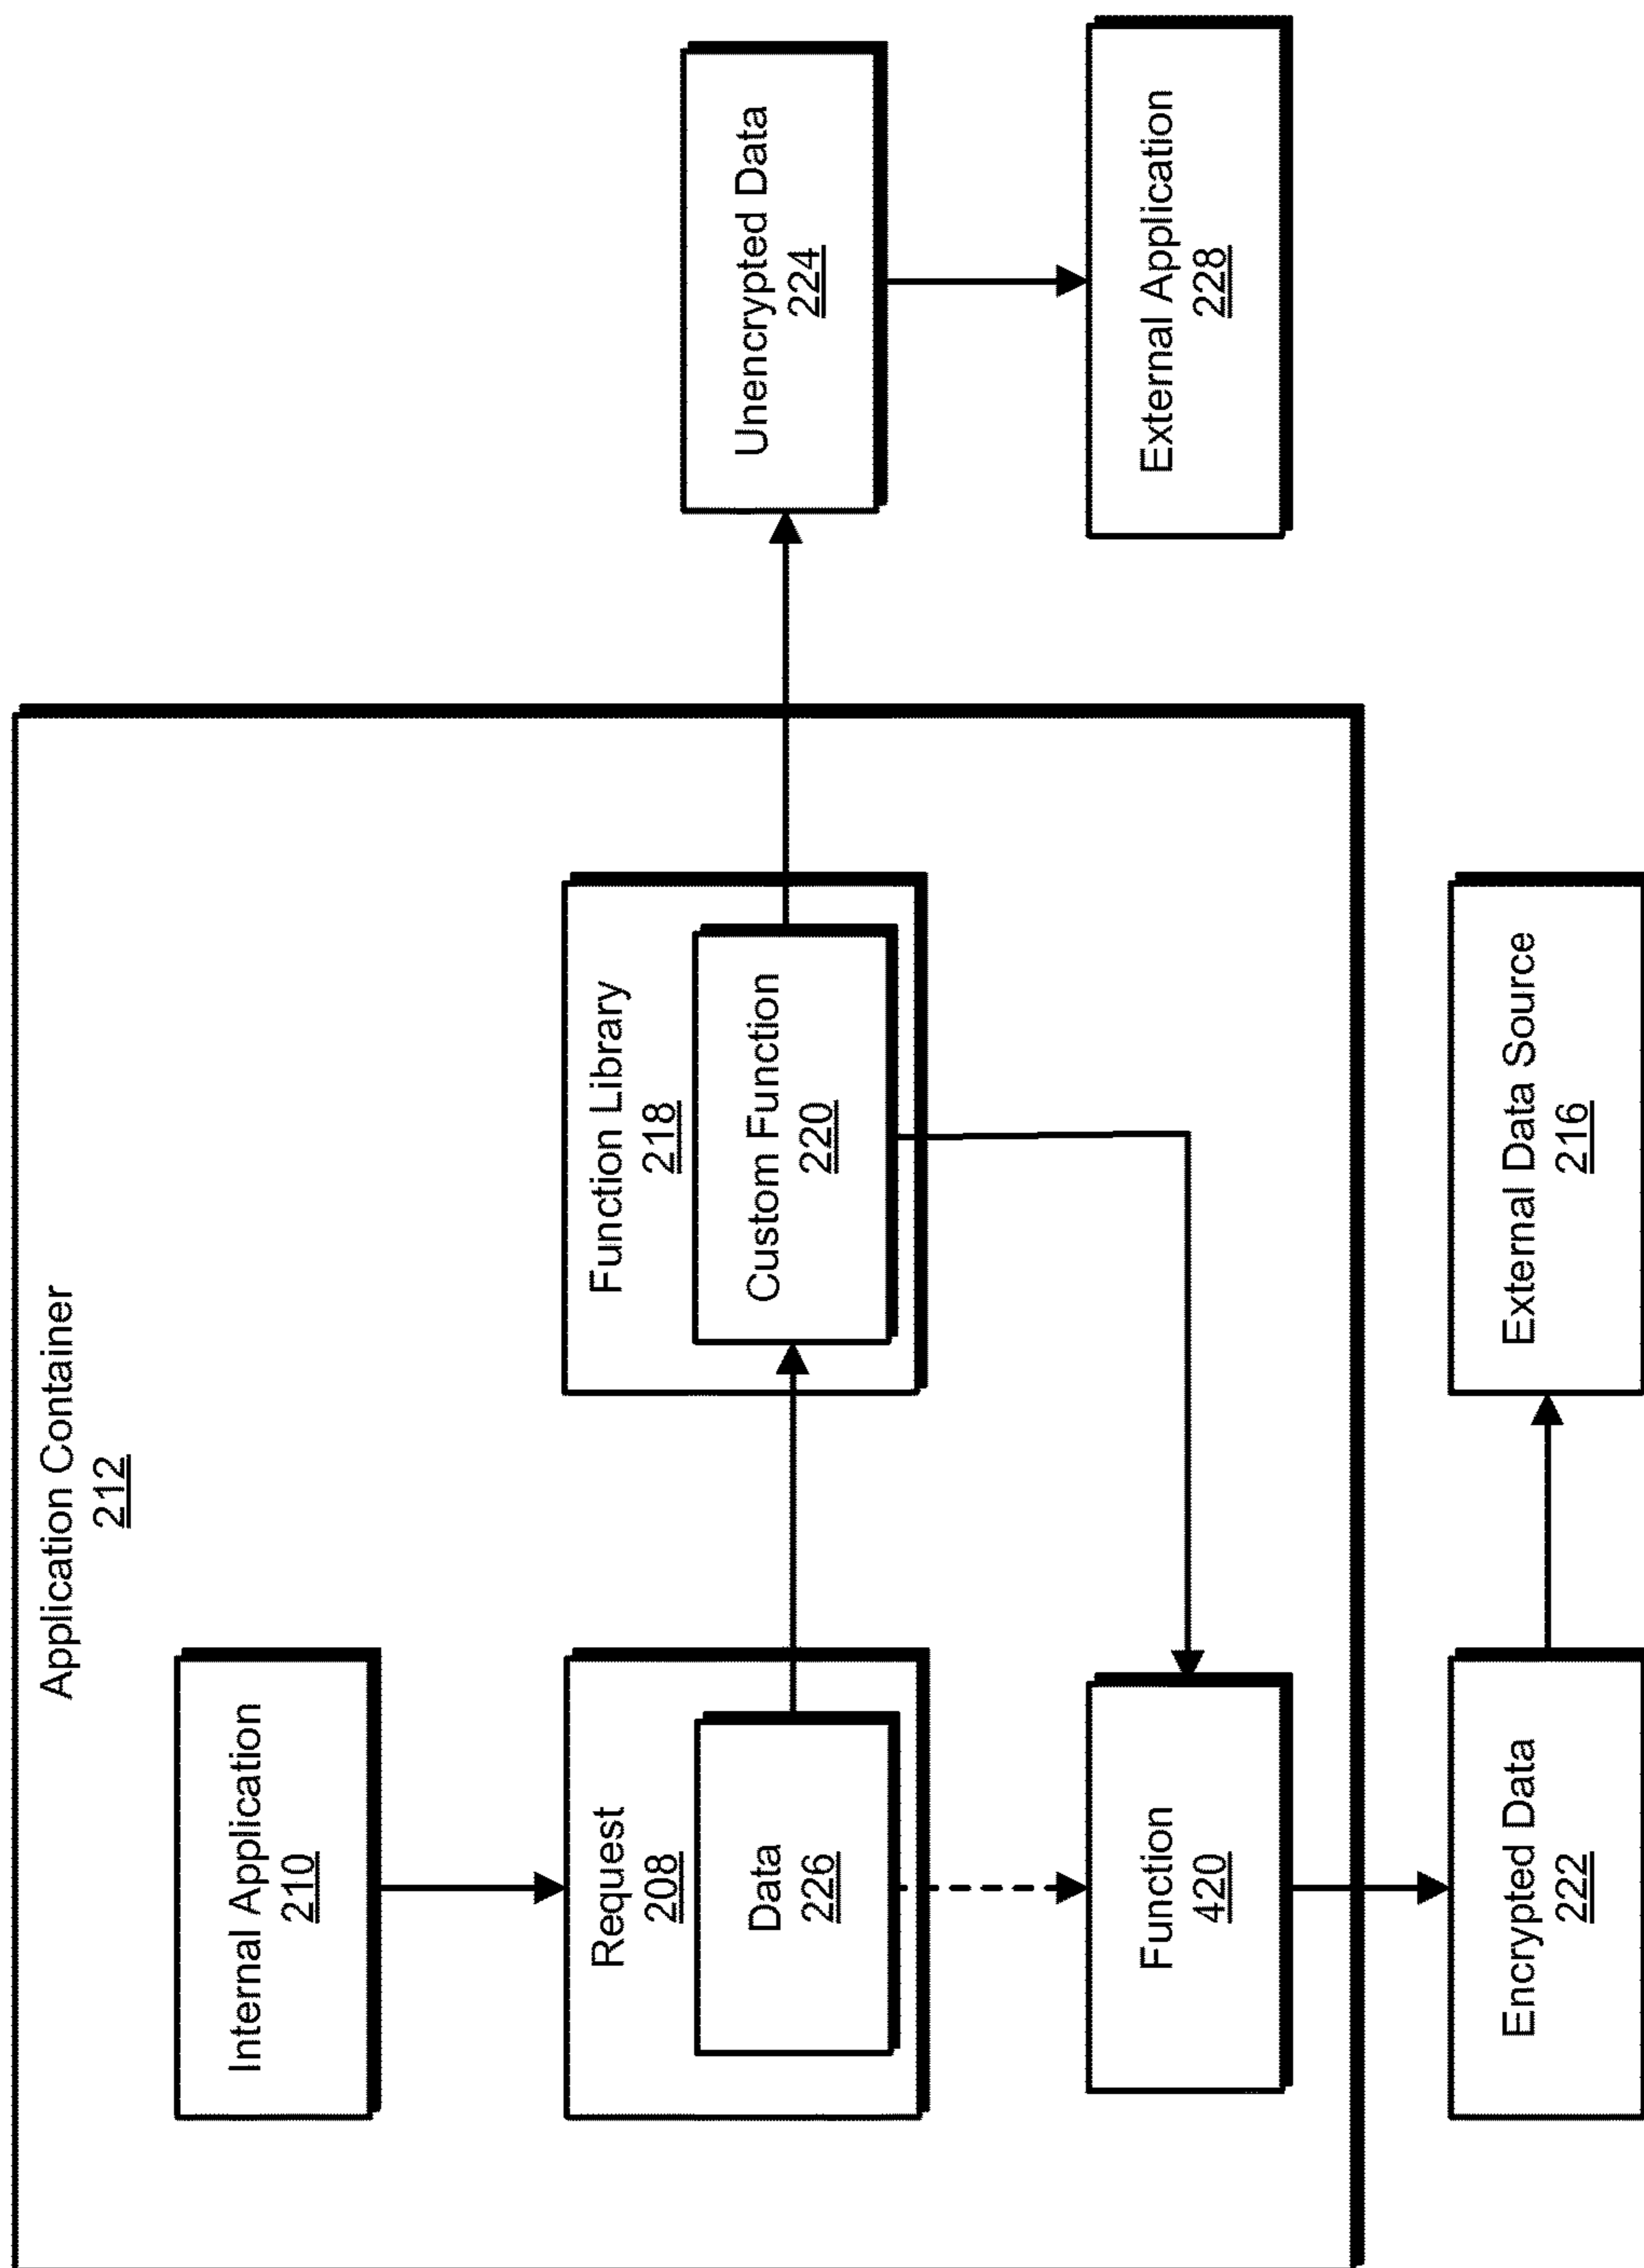 Application Container
212
Internal Application
210
Request
208
Data
226
Function Library
218
Custom Function
220
Unencrypted Data
224
External Application
228
Function
420
Encrypted Data
222
External Data Source
216